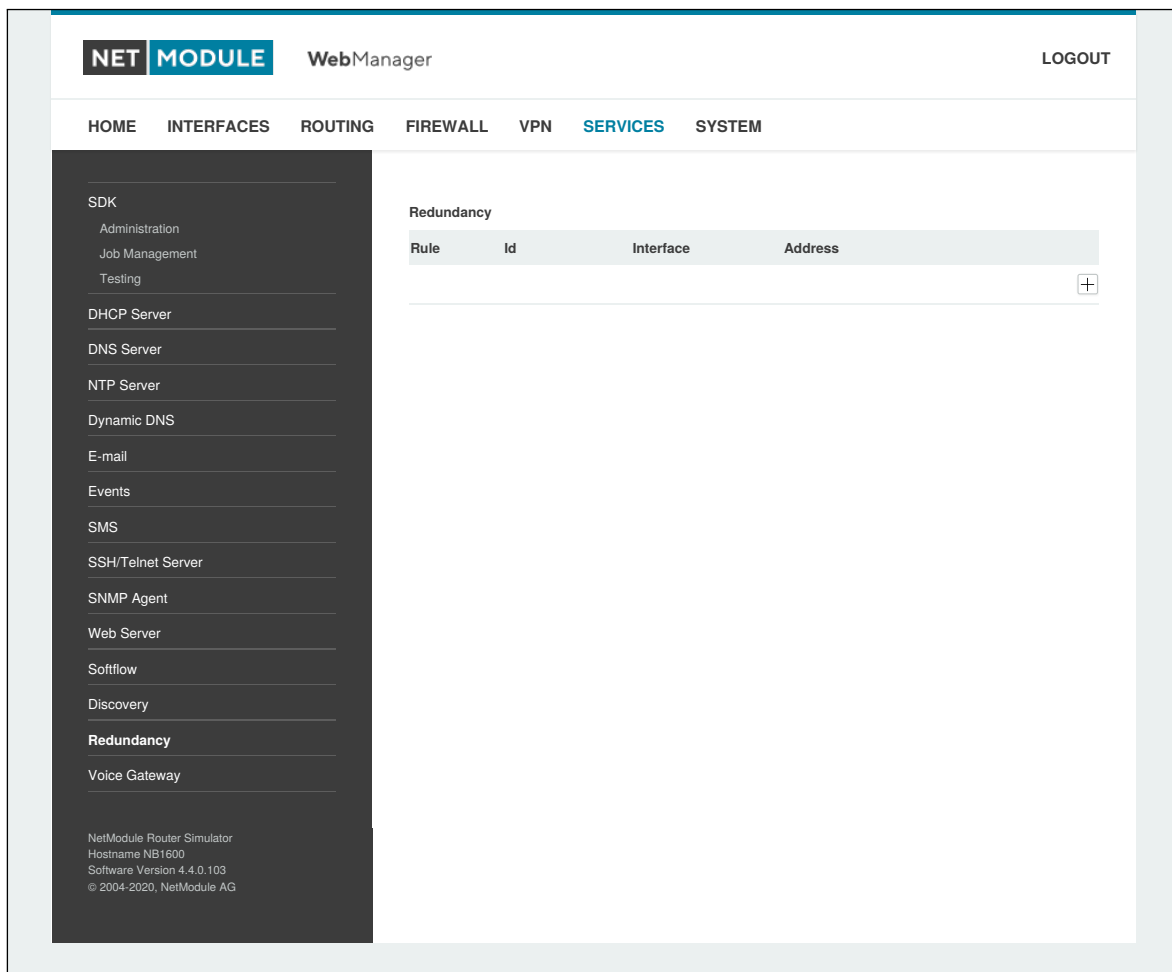 NET MODULE WebManager LOGOUT
HOME INTERFACES ROUTING FIREWALL VPN SERVICES SYSTEM
SDK
Administration
Job Management
Testing
DHCP Server
DNS Server
NTP Server
Dynamic DNS
E-mail
Events
SMS
SSH/Telnet Server
SNMP Agent
Web Server
Softflow
Discovery
Redundancy
Voice Gateway
NetModule Router Simulator
Hostname NB1600
Software Version 4.4.0.103
© 2004-2020, NetModule AG
Redundancy
Rule Id Interface Address